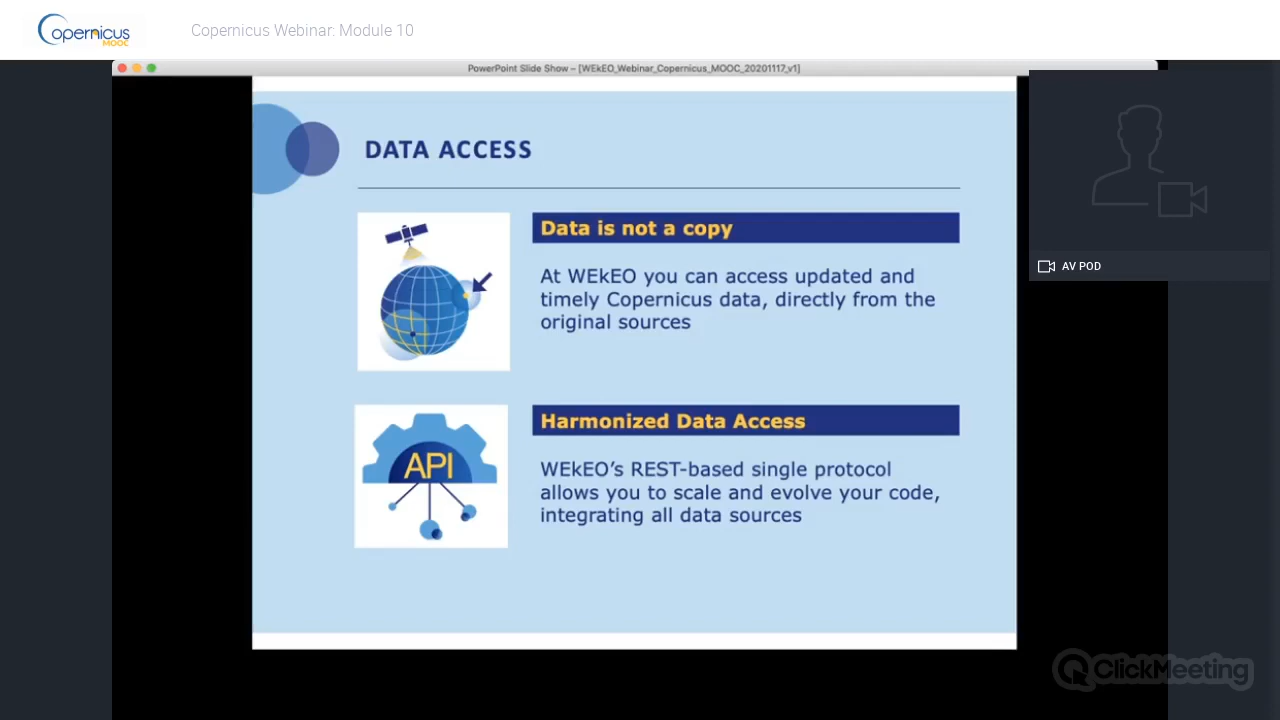 Copernicus
MOOC
Copernicus Webinar: Module 10
PowerPoint Slide Show – [WEkEO_Webinar_Copernicus_MOOC_20201117_v1]
DATA ACCESS
Data is not a copy
At WEkEO you can access updated and
timely Copernicus data, directly from the
original sources
AV POD
API
Harmonized Data Access
WEkEO’s REST-based single protocol
allows you to scale and evolve your code,
integrating all data sources
ClickMeeting